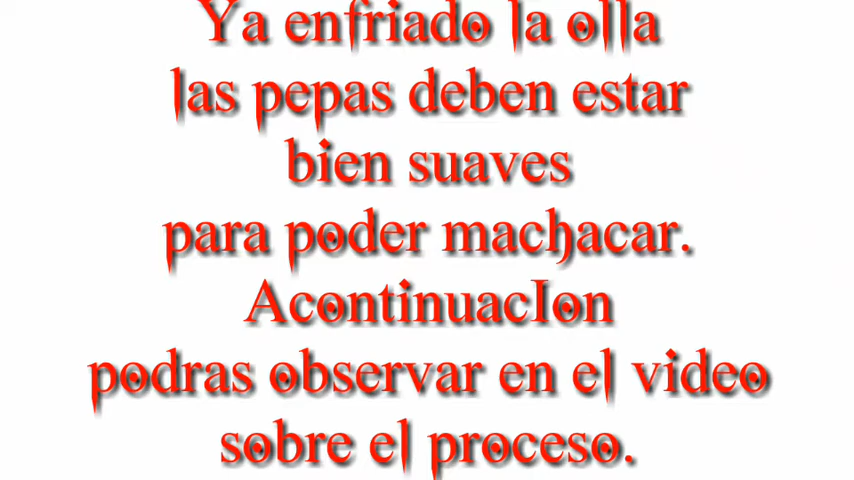 Ya enfriado la olla
las pepas deben estar
bien suaves
para poder machacar.
AcontinuacIon
podras observar en el video
sobre el proceso.